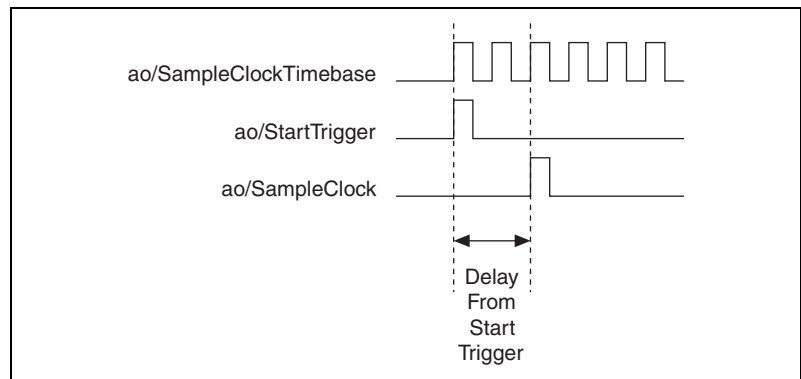 ao/SampleClockTimebase
ao/StartTrigger
ao/SampleClock
Delay
From
Start
Trigger